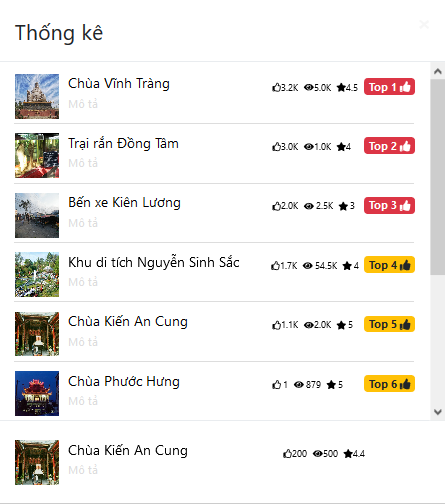 Thống kê
×
Chùa Vĩnh Tràng
3.2K 5.0K 4.5 Top 1
Mô tả
Trại rắn Đồng Tâm
3.0K 1.0K 4 Top 2
Mô tả
Bến xe Kiên Lương
2.0K 2.5K 3 Top 3
Mô tả
Khu di tích Nguyễn Sinh Sắc
1.7K 54.5K 4 Top 4
Mô tả
Chùa Kiến An Cung
1.1K 2.0K 5 Top 5
Mô tả
Chùa Phước Hưng
1 879 5 Top 6
Mô tả
Chùa Kiến An Cung
200 500 4.4
Mô tả